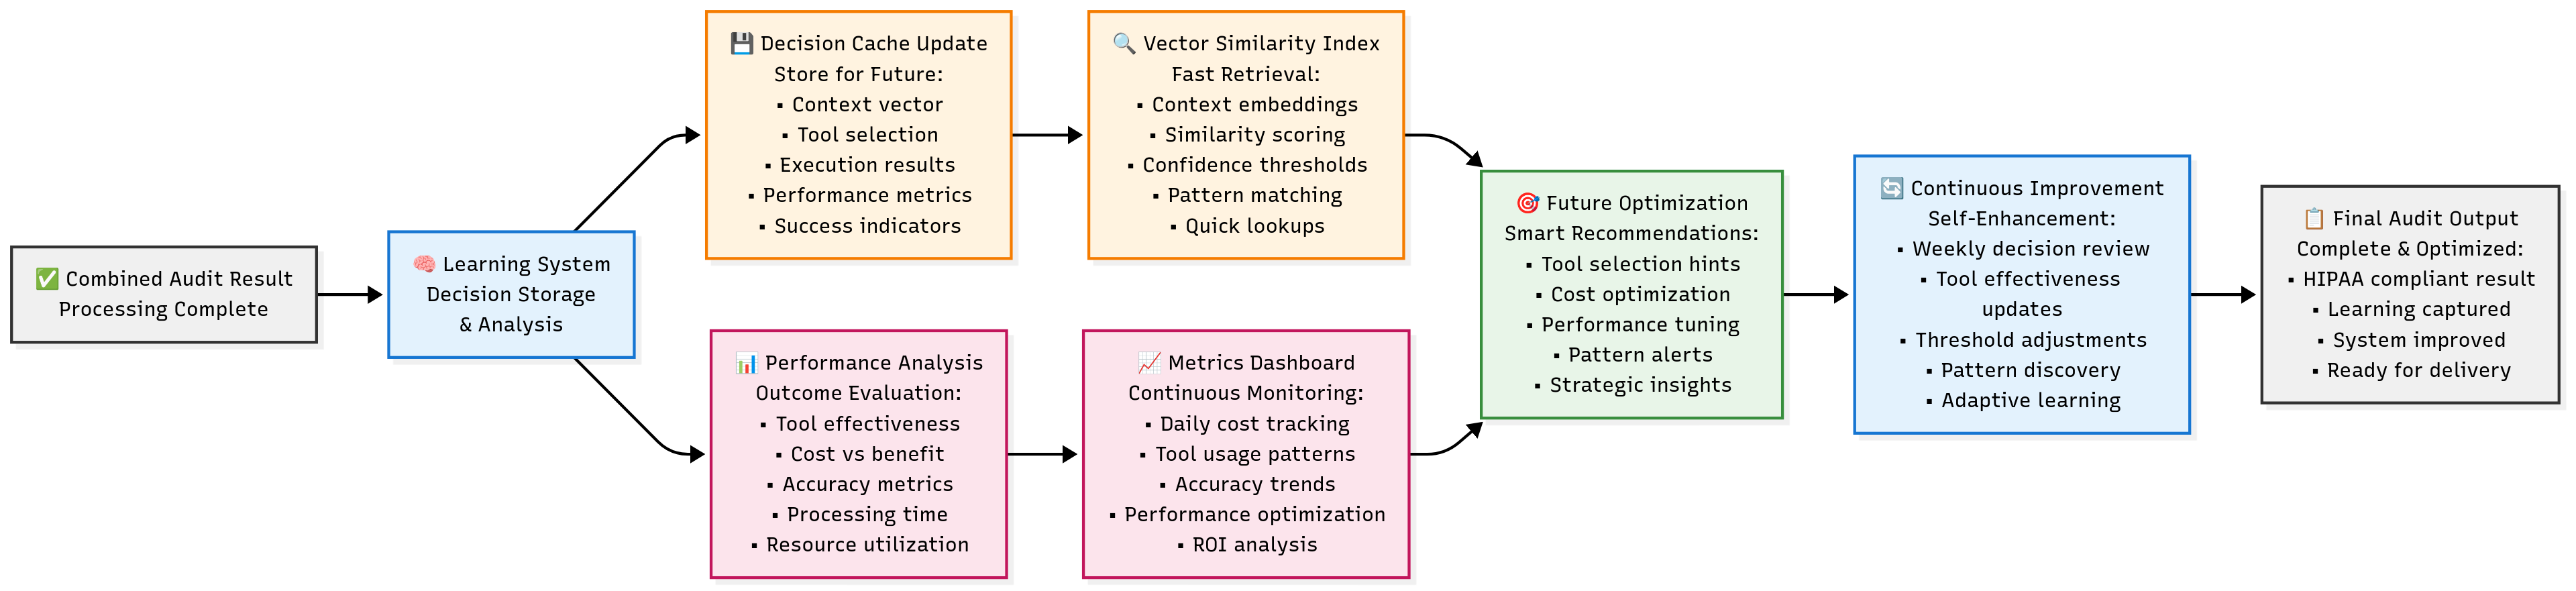 ✅ Combined Audit Result
Processing Complete
🧠 Learning System
Decision Storage
& Analysis
💾 Decision Cache Update
Store for Future:
▪ Context vector
▪ Tool selection
▪ Execution results
▪ Performance metrics
▪ Success indicators
🔍 Vector Similarity Index
Fast Retrieval:
▪ Context embeddings
▪ Similarity scoring
▪ Confidence thresholds
▪ Pattern matching
▪ Quick lookups
📊 Performance Analysis
Outcome Evaluation:
▪ Tool effectiveness
▪ Cost vs benefit
▪ Accuracy metrics
▪ Processing time
▪ Resource utilization
📈 Metrics Dashboard
Continuous Monitoring:
▪ Daily cost tracking
▪ Tool usage patterns
▪ Accuracy trends
▪ Performance optimization
▪ ROI analysis
🎯 Future Optimization
Smart Recommendations:
▪ Tool selection hints
▪ Cost optimization
▪ Performance tuning
▪ Pattern alerts
▪ Strategic insights
🔄 Continuous Improvement
Self-Enhancement:
▪ Weekly decision review
▪ Tool effectiveness
updates
▪ Threshold adjustments
▪ Pattern discovery
▪ Adaptive learning
📋 Final Audit Output
Complete & Optimized:
▪ HIPAA compliant result
▪ Learning captured
▪ System improved
▪ Ready for delivery